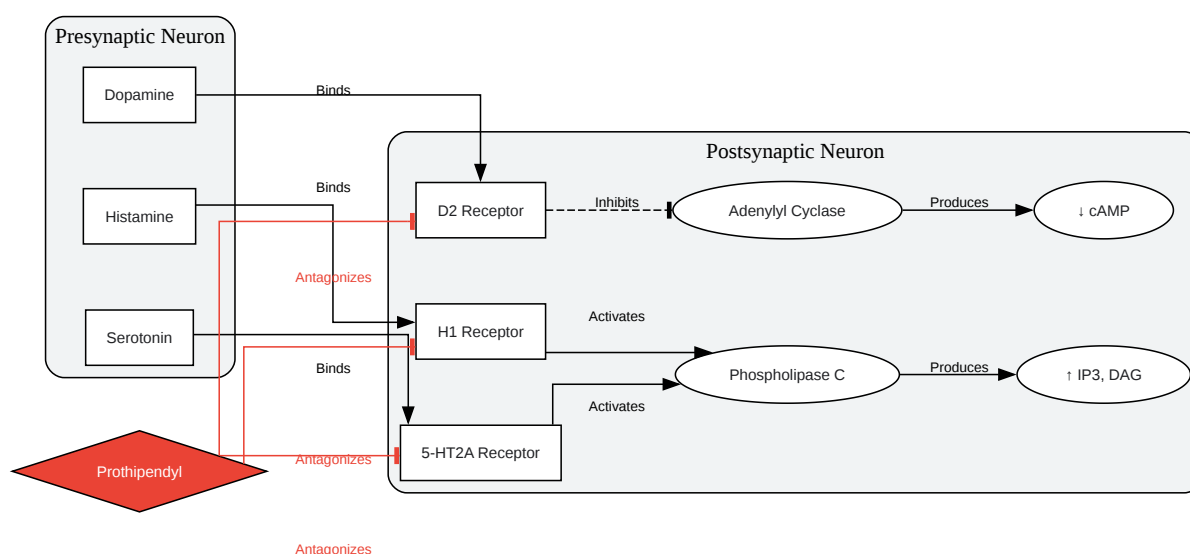 Presynaptic Neuron
Dopamine
Binds
Postsynaptic Neuron
Histamine
Binds
D2 Receptor
Inhibits
Adenylyl Cyclase
Produces
↓ cAMP
Antagonizes
Serotonin
H1 Receptor
Activates
Binds
Phospholipase C
Produces
↑ IP3, DAG
Activates
Prothipendyl
Antagonizes
5-HT2A Receptor
Antagonizes